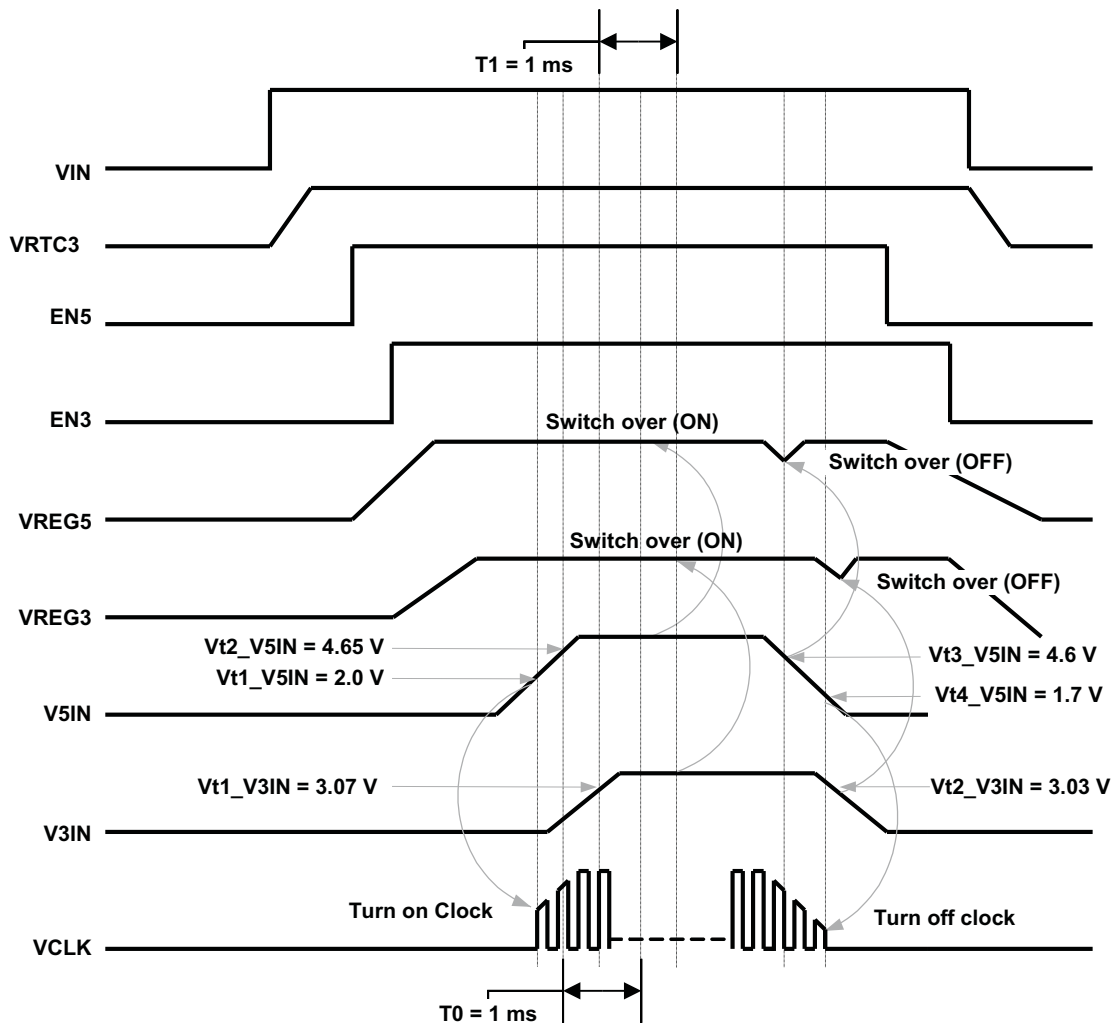 T1 = 1 ms
VIN
VRTC3
EN5
EN3
Switch over (ON)
Switch over (OFF)
VREG5
Switch over (ON)
Switch over (OFF)
VREG3
Vt2_V5IN = 4.65 V
Vt3_V5IN = 4.6 V
Vt1_V5IN = 2.0 V
Vt4_V5IN = 1.7 V
V5IN
Vt1_V3IN = 3.07 V
Vt2_V3IN = 3.03 V
V3IN
Turn on Clock
Turn off clock
VCLK
T0 = 1 ms